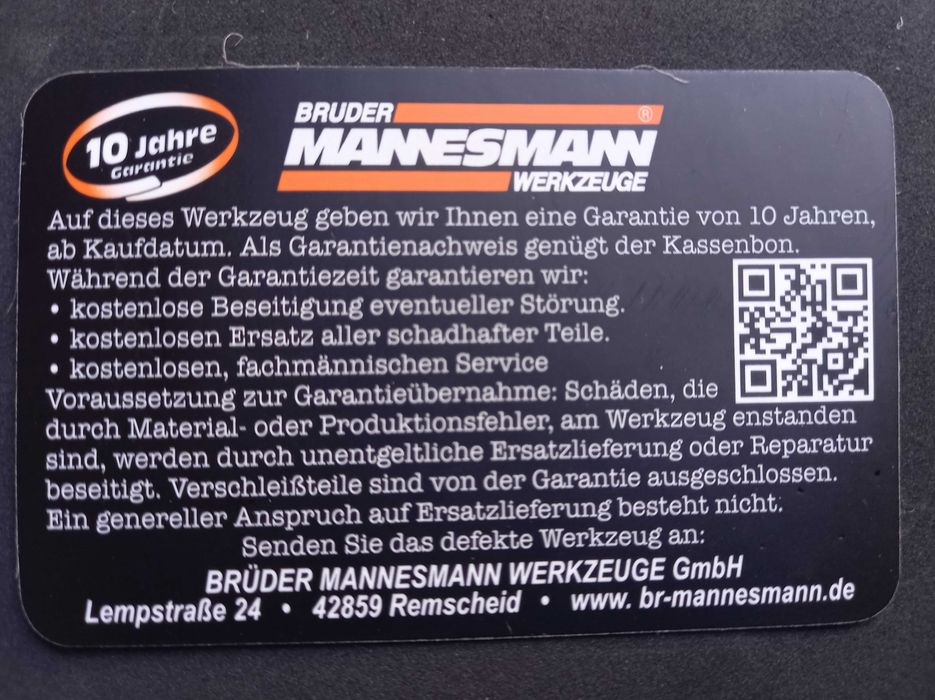 10 Jahre
Garantie
BRUDER
MANNESMANN ®
WERKZEUGE
Auf dieses Werkzeug geben wir Ihnen eine Garantie von 10 Jahren,
ab Kaufdatum. Als Garantienachweis genügt der Kassenbon.
Während der Garantiezeit garantieren wir:
• kostenlose Beseitigung eventueller Störung.
• kostenlosen Ersatz aller schadhafter Teile.
• kostenlosen, fachmännischen Service
Voraussetzung zur Garantieübernahme: Schäden, die
durch Material- oder Produktionsfehler, am Werkzeug enstanden
sind, werden durch unentgeltliche Ersatzlieferung oder Reparatur
beseitigt. Verschleißteile sind von der Garantie ausgeschlossen.
Ein genereller Anspruch auf Ersatzlieferung besteht nicht.
Senden Sie das defekte Werkzeug an:
BRÜDER MANNESMANN WERKZEUGE GmbH
Lempstraße 24 • 42859 Remscheid • www. br-mannesmann.de